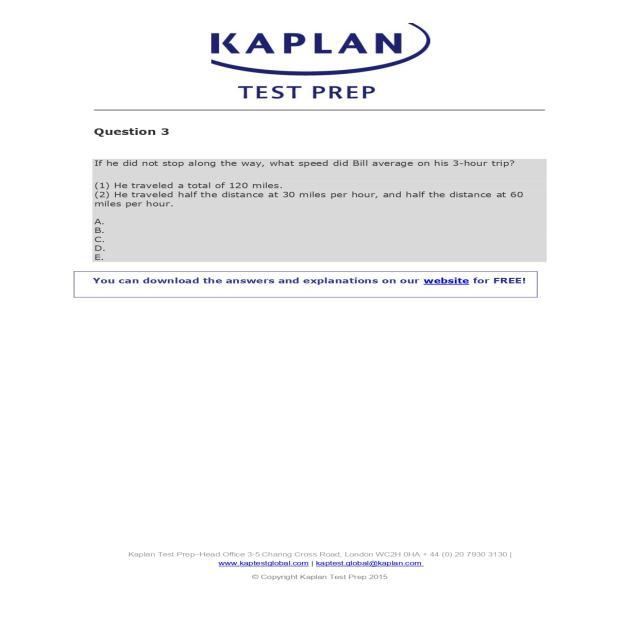 KAPLAN
TEST PREP
Question 3
If he did not stop along the way, what speed did Bill average on his 3-hour trip?
(1) He traveled a total of 120 miles.
(2) He traveled half the distance at 30 miles per hour, and half the distance at 60
miles per hour.
A.
B.
C.
D.
E.
You can download the answers and explanations on our website for FREE!
Kaplan Test Prep–Head Office 3-5 Charing Cross Road, London WC2H 0HA + 44 (0) 20 7930 3130 |
www.kaptestglobal.com | kaptest.global@kaplan.com
© Copyright Kaplan Test Prep 2015